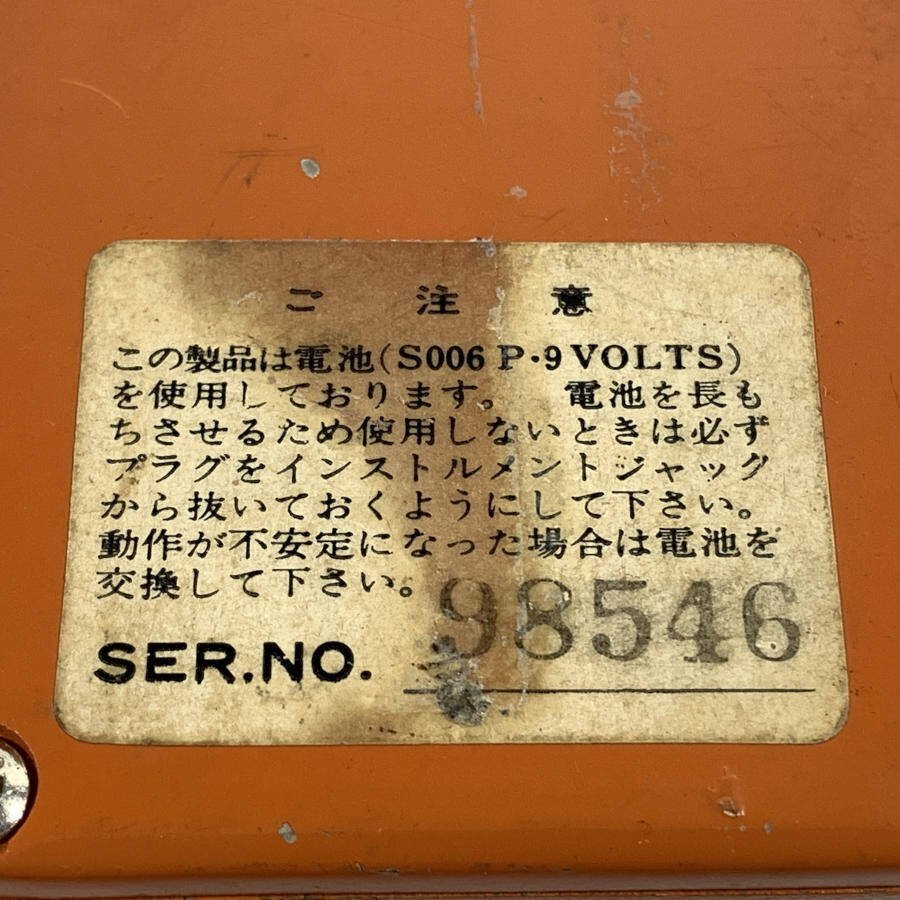 ご注意
この製品は電池(S006P・9VOLTS)
を使用しております。 電池を長も
ちさせるため使用しないときは必ず
プラグをインストルメントジャック
から抜いておくようにして下さい。
動作が不安定になった場合は電池を
交換して下さい。
98546
SER.NO.